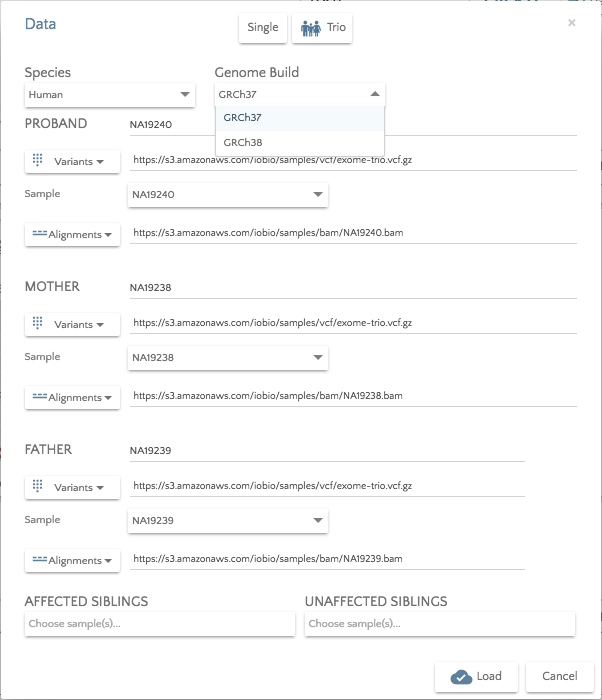 Data
Single
Trio
×
Species
Genome Build
Human
GRCh37
GRCh37
GRCh38
PROBAND
NA19240
Variants
https://s3.amazonaws.com/iobio/samples/vcf/exome-trio.vcf.gz
Sample
NA19240
Alignments
https://s3.amazonaws.com/iobio/samples/bam/NA19240.bam
MOTHER
NA19238
Variants
https://s3.amazonaws.com/iobio/samples/vcf/exome-trio.vcf.gz
Sample
NA19238
Alignments
https://s3.amazonaws.com/iobio/samples/bam/NA19238.bam
FATHER
NA19239
Variants
https://s3.amazonaws.com/iobio/samples/vcf/exome-trio.vcf.gz
Sample
NA19239
Alignments
https://s3.amazonaws.com/iobio/samples/bam/NA19239.bam
AFFECTED SIBLINGS
UNAFFECTED SIBLINGS
Choose sample(s)...
Choose sample(s)...
Load
Cancel